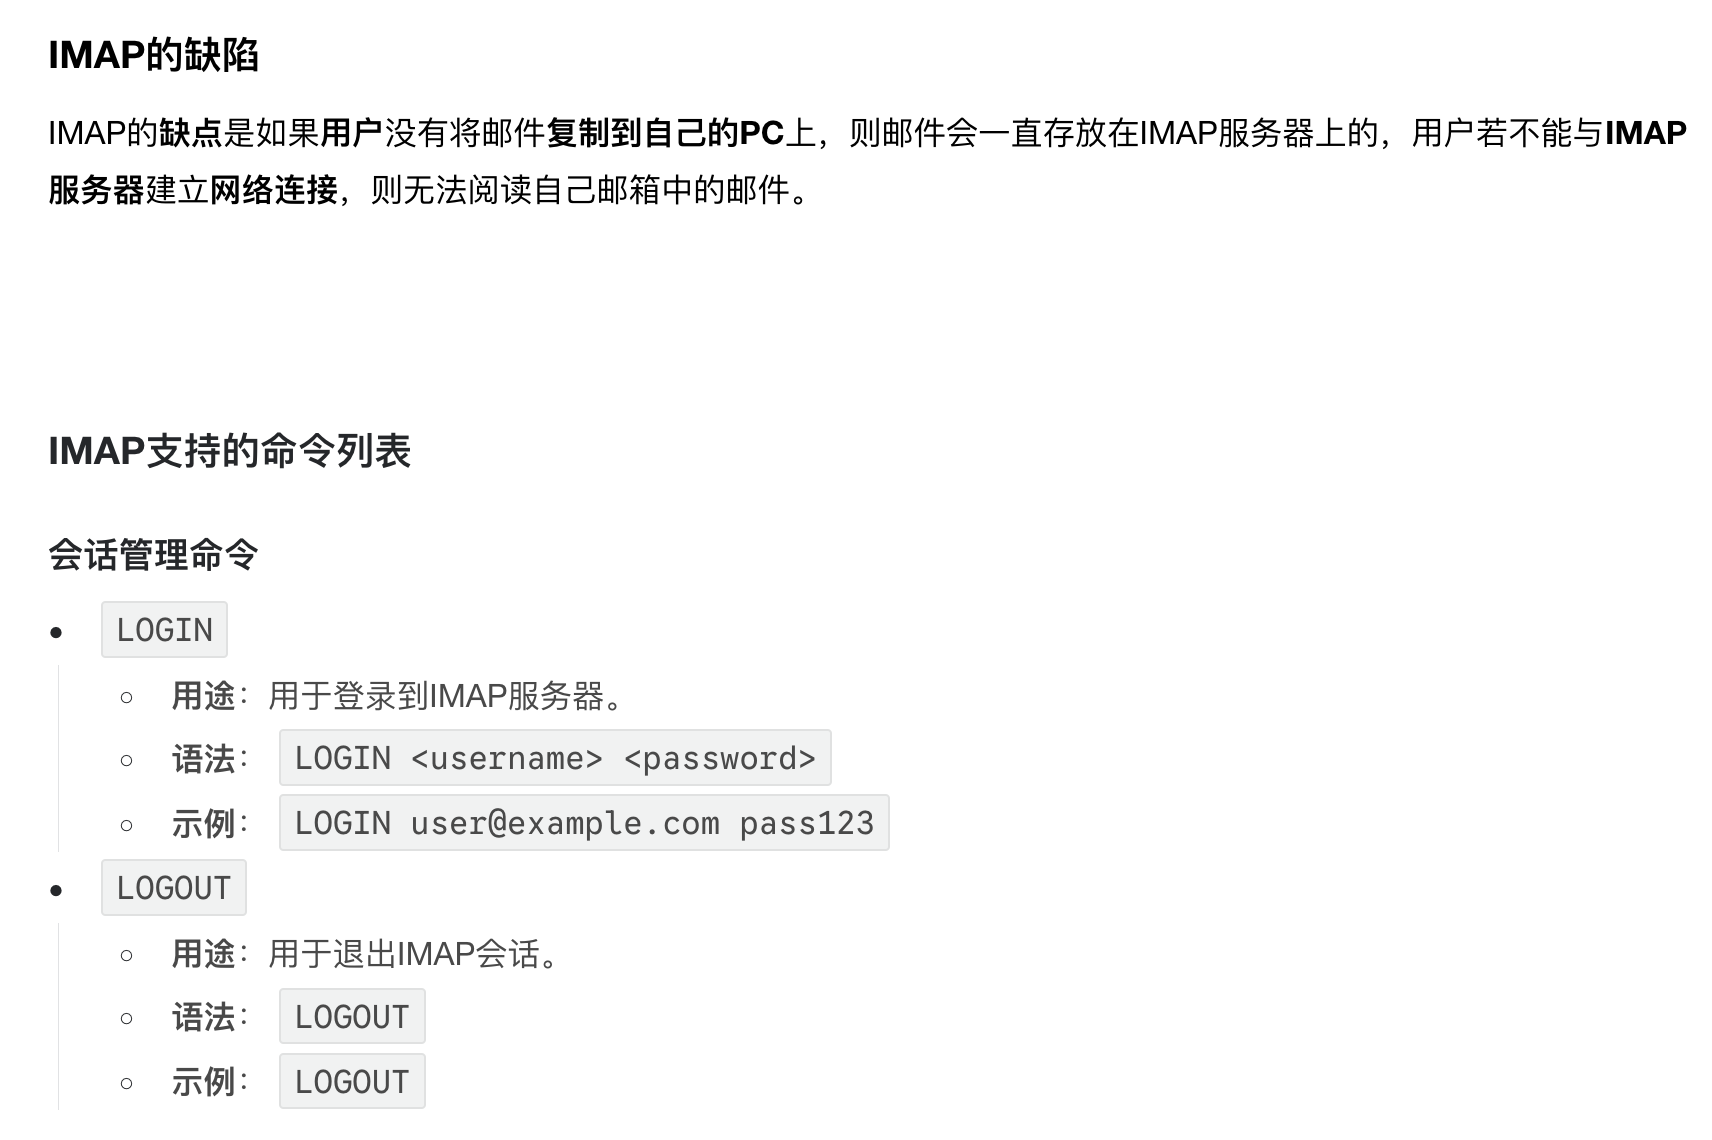 IMAP的缺陷
IMAP的缺点是如果用户没有将邮件复制到自己的PC上，则邮件会一直存放在IMAP服务器上的，用户若不能与IMAP
服务器建立网络连接，则无法阅读自己邮箱中的邮件。
IMAP支持的命令列表
会话管理命令
• LOGIN
○ 用途：用于登录到IMAP服务器。
○ 语法： LOGIN <username> <password>
○ 示例： LOGIN user@example.com pass123
• LOGOUT
○ 用途：用于退出IMAP会话。
○ 语法： LOGOUT
○ 示例： LOGOUT